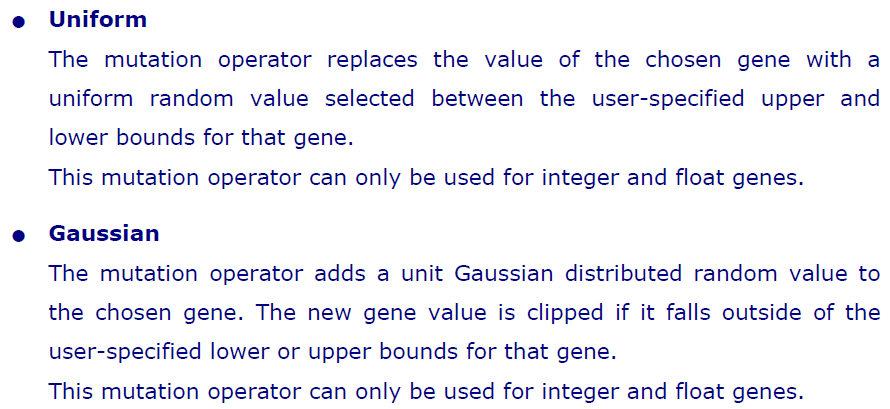 ● Uniform
The mutation operator replaces the value of the chosen gene with a
uniform random value selected between the user-specified upper and
lower bounds for that gene.
This mutation operator can only be used for integer and float genes.
● Gaussian
The mutation operator adds a unit Gaussian distributed random value to
the chosen gene. The new gene value is clipped if it falls outside of the
user-specified lower or upper bounds for that gene.
This mutation operator can only be used for integer and float genes.